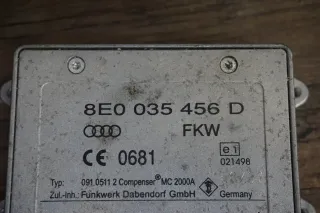 8E0 035 456 D
FKW
CE 0681
e1
021498
Typ: 091 0511 2 Compenser® MC 2000A
Zul.-Inh.: Funkwerk Dabendorf GmbH Germany